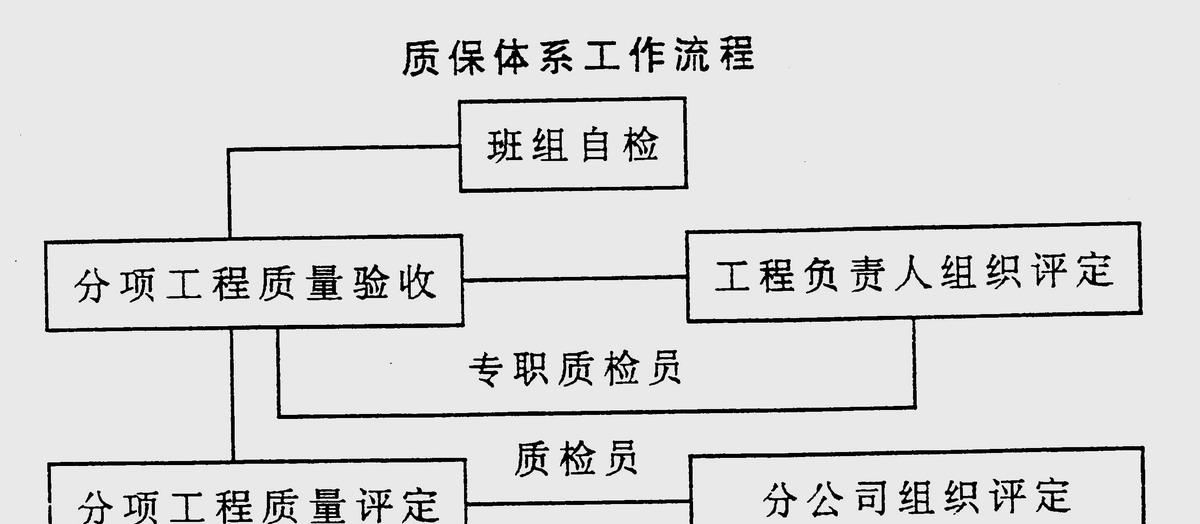 质保体系工作流程
班组自检
分项工程质量验收
工程负责人组织评定
专职质检员
质检员
分项工程质量评定
分公司组织评定